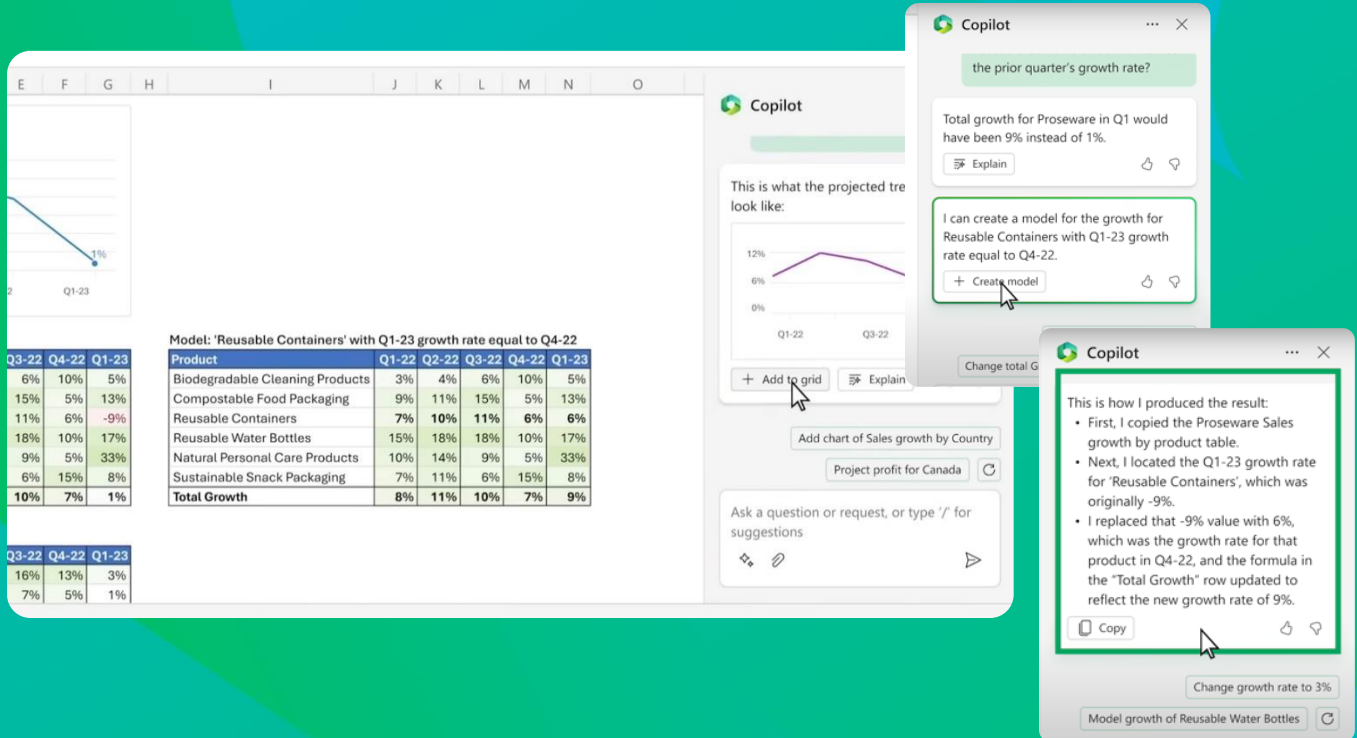 E F G H I J K L M N O
1%
2 Q1-23
Model: 'Reusable Containers' with Q1-23 growth rate equal to Q4-22
Q3-22 Q4-22 Q1-23
6% 10% 5%
15% 5% 13%
11% 6% -9%
18% 10% 17%
9% 5% 33%
6% 15% 8%
10% 7% 1%
Product Q1-22 Q2-22 Q3-22 Q4-22 Q1-23
Biodegradable Cleaning Products 3% 4% 6% 10% 5%
Compostable Food Packaging 9% 11% 15% 5% 13%
Reusable Containers 7% 10% 11% 6% 6%
Reusable Water Bottles 15% 18% 18% 10% 17%
Natural Personal Care Products 10% 14% 9% 5% 33%
Sustainable Snack Packaging 7% 11% 6% 15% 8%
Total Growth 8% 11% 10% 7% 9%
Q3-22 Q4-22 Q1-23
16% 13% 3%
7% 5% 1%
Copilot
This is what the projected tre
look like:
12%
6%
0%
Q1-22 Q3-22
+ Add to grid Explain
Add chart of Sales growth by Country
Project profit for Canada
Ask a question or request, or type '/' for
suggestions
Copilot
the prior quarter's growth rate?
Total growth for Proseware in Q1 would
have been 9% instead of 1%.
Explain
I can create a model for the growth for
Reusable Containers with Q1-23 growth
rate equal to Q4-22.
+ Create model
Change total G
Copilot
This is how I produced the result:
• First, I copied the Proseware Sales
growth by product table.
• Next, I located the Q1-23 growth rate
for 'Reusable Containers', which was
originally -9%.
• I replaced that -9% value with 6%,
which was the growth rate for that
product in Q4-22, and the formula in
the "Total Growth" row updated to
reflect the new growth rate of 9%.
Copy
Change growth rate to 3%
Model growth of Reusable Water Bottles